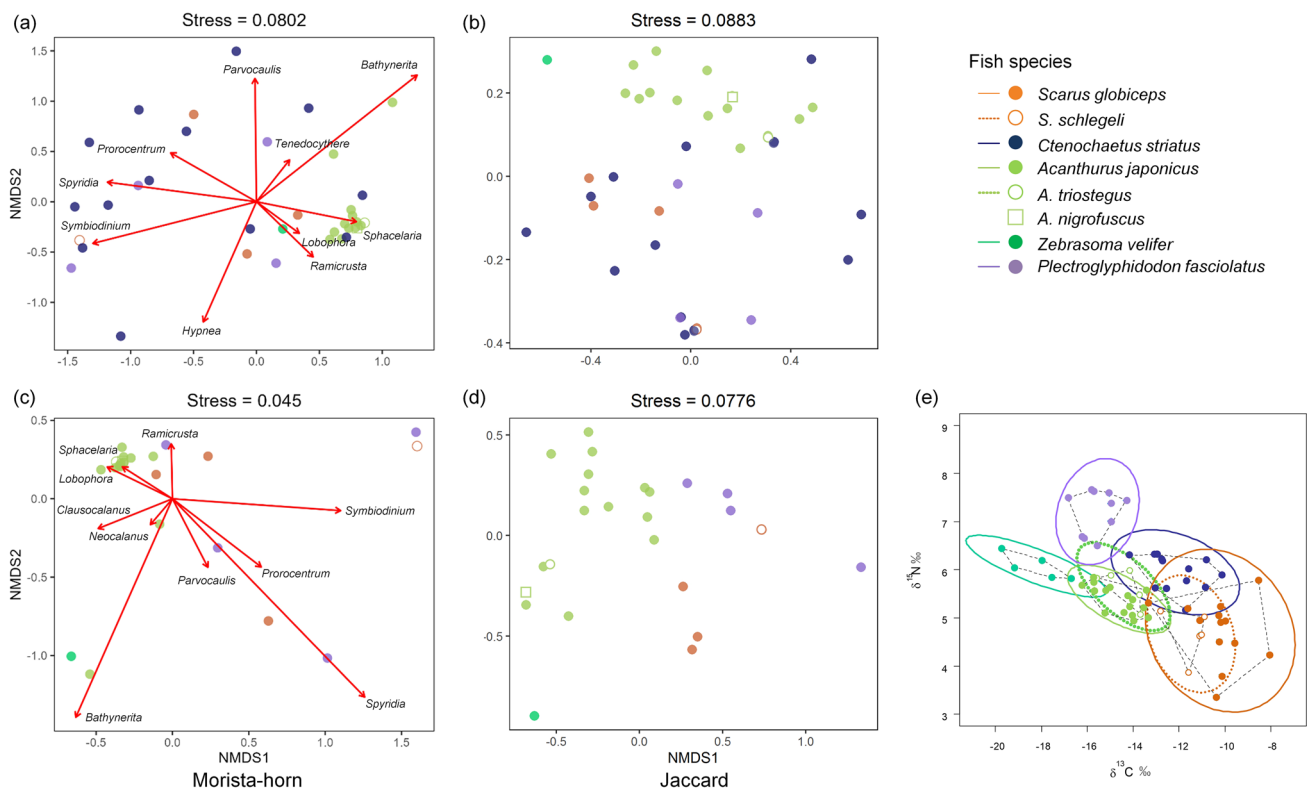 (a)
Stress = 0.0802
NMDS2
1.5
1.0
0.5
0.0
-0.5
-1.0
-1.5
-1.0
-0.5
0.0
0.5
1.0
Parvocaulis
Bathynerita
Prorocentrum
Tenedocythere
Spyridia
Symbiodinium
Sphacelaria
Lobophora
Ramicrusta
Hypnea
(b)
Stress = 0.0883
0.2
0.0
-0.2
-0.4
-0.4
0.0
0.4
Fish species
Scarus globiceps
S. schlegeli
Ctenochaetus striatus
Acanthurus japonicus
A. triostegus
A. nigrofuscus
Zebrasoma velifer
Plectroglyphidodon fasciolatus
(c)
Stress = 0.045
NMDS2
0.5
0.0
-0.5
-1.0
-0.5
0.0
0.5
1.0
1.5
Ramicrusta
Sphacelaria
Lobophora
Clausocalanus
Neocalanus
Symbiodinium
Parvocaulis
Prorocentrum
Spyridia
Bathynerita
NMDS1
Morista-horn
(d)
Stress = 0.0776
0.5
0.0
-0.5
-0.5
0.0
0.5
1.0
NMDS1
Jaccard
(e)
δ15N ‰
9
8
7
6
5
4
3
-20
-18
-16
-14
-12
-10
-8
δ13C ‰